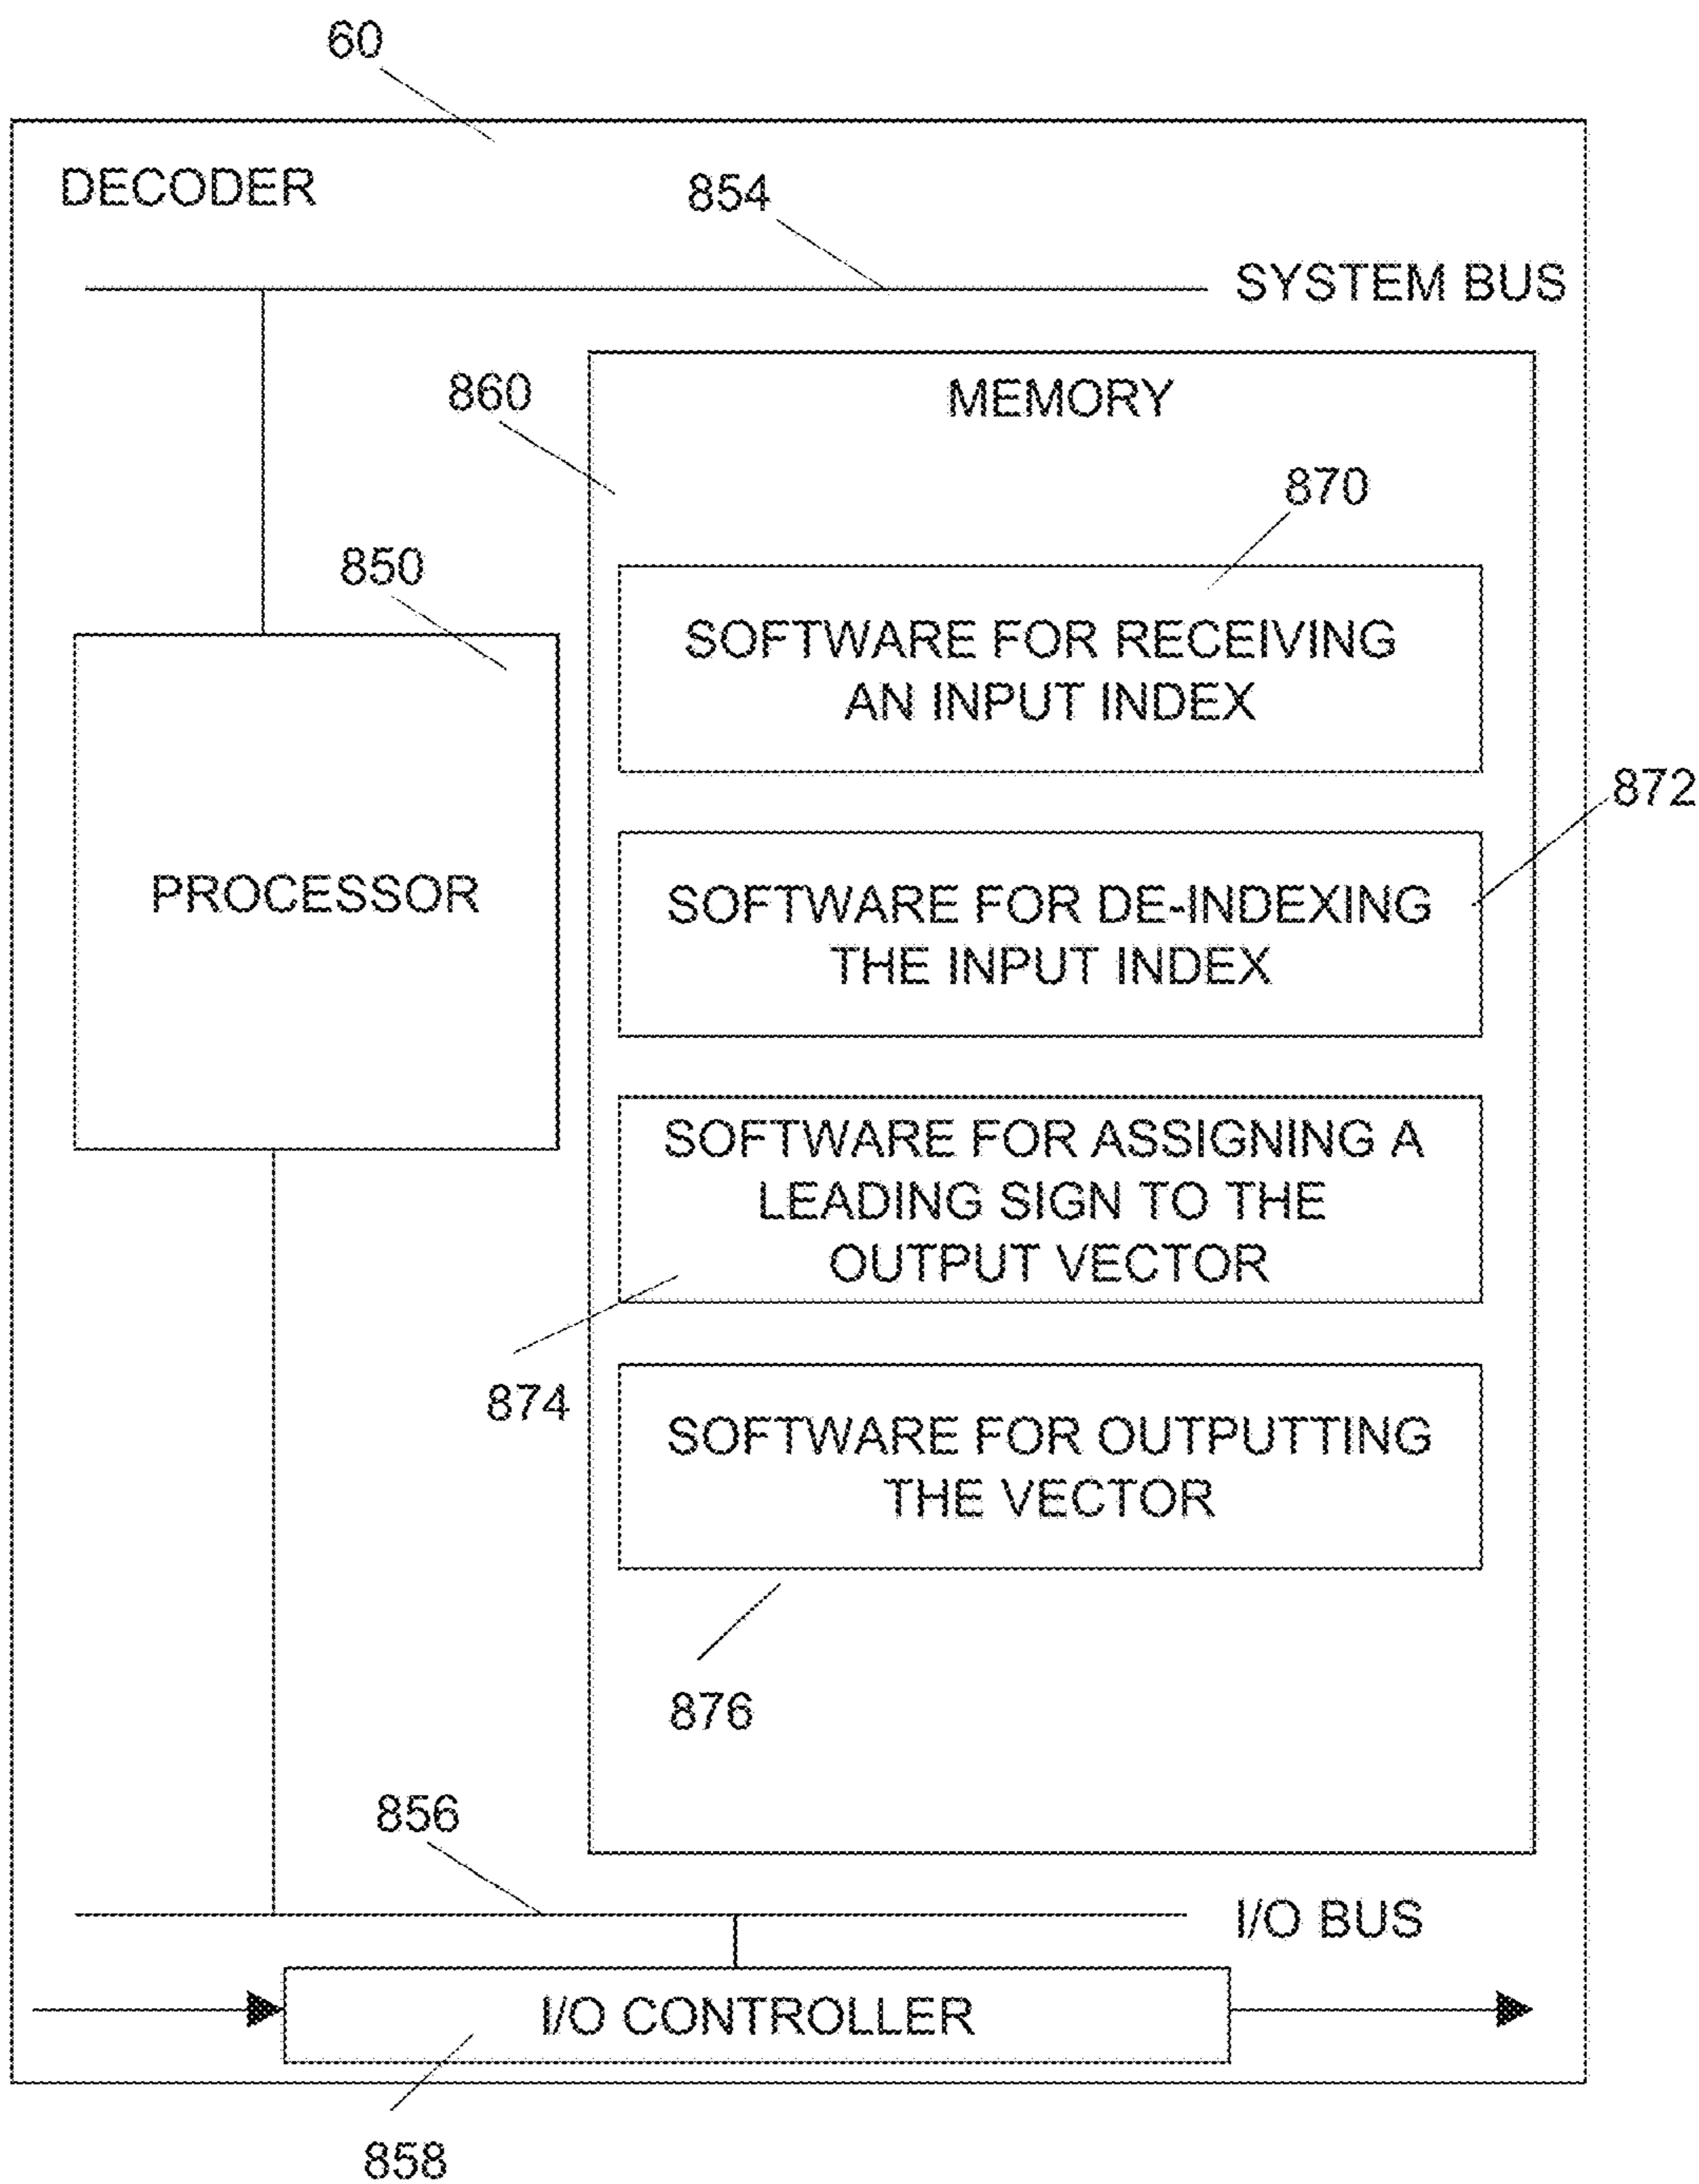 60
DECODER
854
SYSTEM BUS
860
MEMORY
870
850
SOFTWARE FOR RECEIVING
AN INPUT INDEX
872
PROCESSOR
SOFTWARE FOR DE-INDEXING
THE INPUT INDEX
SOFTWARE FOR ASSIGNING A
LEADING SIGN TO THE
OUTPUT VECTOR
874
SOFTWARE FOR OUTPUTTING
THE VECTOR
876
856
I/O BUS
I/O CONTROLLER
858